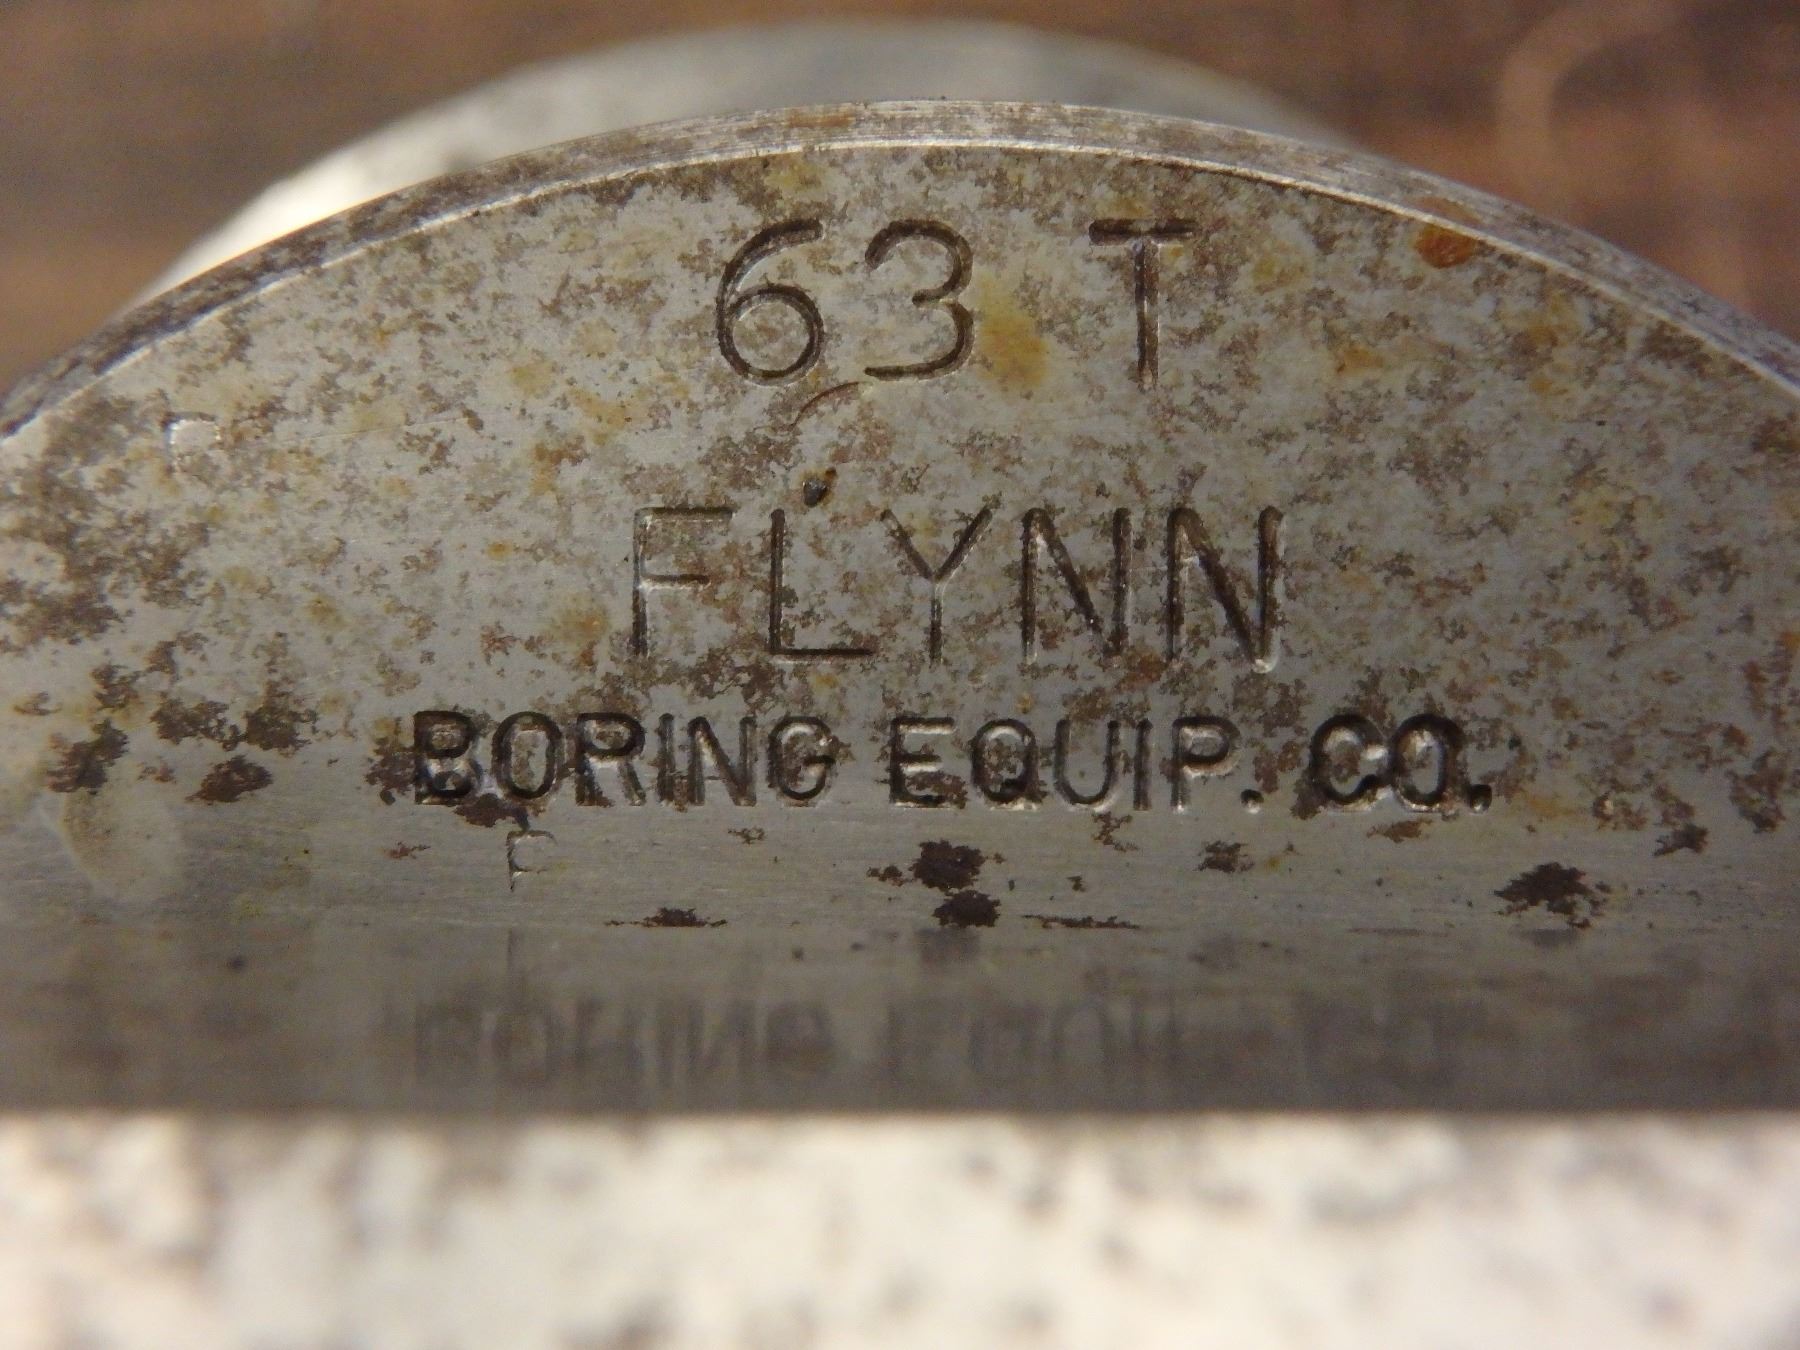 63 T
FLYNN
BORING EQUIP. CO.
F